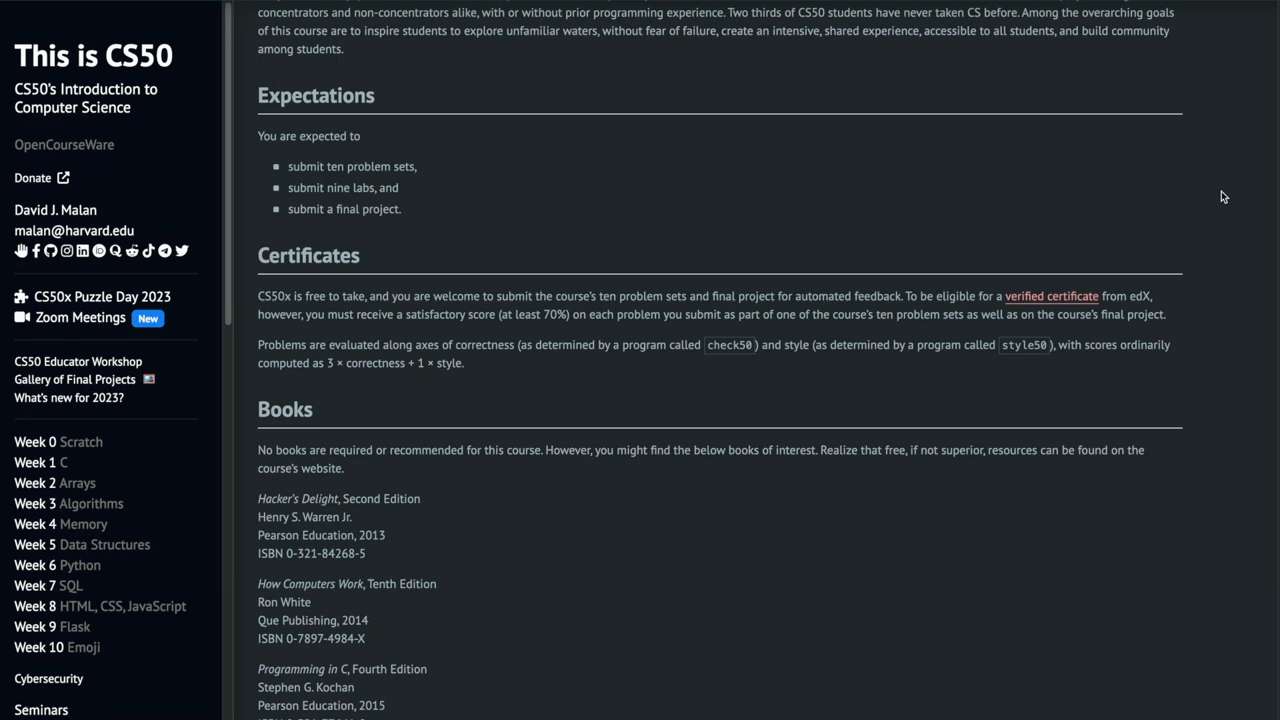 This is CS50
CS50's Introduction to
Computer Science
OpenCourseWare
Donate
David J. Malan
malan@harvard.edu
CS50x Puzzle Day 2023
Zoom Meetings New
CS50 Educator Workshop
Gallery of Final Projects
What's new for 2023?
Week 0 Scratch
Week 1 C
Week 2 Arrays
Week 3 Algorithms
Week 4 Memory
Week 5 Data Structures
Week 6 Python
Week 7 SQL
Week 8 HTML, CSS, JavaScript
Week 9 Flask
Week 10 Emoji
Cybersecurity
Seminars
concentrators and non-concentrators alike, with or without prior programming experience. Two thirds of CS50 students have never taken CS before. Among the overarching goals
of this course are to inspire students to explore unfamiliar waters, without fear of failure, create an intensive, shared experience, accessible to all students, and build community
among students.
Expectations
You are expected to
submit ten problem sets,
submit nine labs, and
submit a final project.
Certificates
CS50x is free to take, and you are welcome to submit the course's ten problem sets and final project for automated feedback. To be eligible for a verified certificate from edX,
however, you must receive a satisfactory score (at least 70%) on each problem you submit as part of one of the course's ten problem sets as well as on the course's final project.
Problems are evaluated along axes of correctness (as determined by a program called check50) and style (as determined by a program called style50), with scores ordinarily
computed as 3 × correctness + 1 × style.
Books
No books are required or recommended for this course. However, you might find the below books of interest. Realize that free, if not superior, resources can be found on the
course's website.
Hacker's Delight, Second Edition
Henry S. Warren Jr.
Pearson Education, 2013
ISBN 0-321-84268-5
How Computers Work, Tenth Edition
Ron White
Que Publishing, 2014
ISBN 0-7897-4984-X
Programming in C, Fourth Edition
Stephen G. Kochan
Pearson Education, 2015